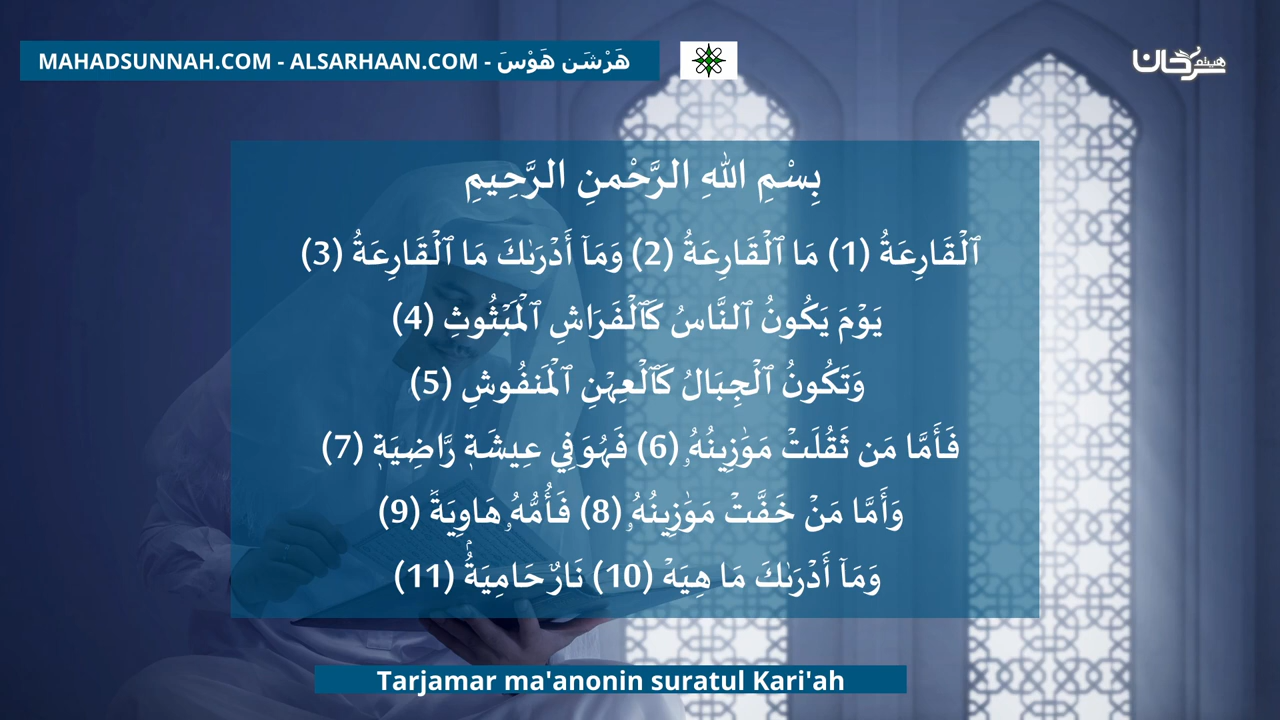 MAHADSUNNAH.COM - ALSARHAAN.COM - هَرْشَن هَوْسَ
هيثم سرحان
بِسْمِ اللهِ الرَّحْمنِ الرَّحِيمِ
ٱلْقَارِعَةُ (1) مَا ٱلْقَارِعَةُ (2) وَمَآ أَدْرَىٰكَ مَا ٱلْقَارِعَةُ (3)
يَوْمَ يَكُونُ ٱلنَّاسُ كَٱلْفَرَاشِ ٱلْمَبْثُوثِ (4)
وَتَكُونُ ٱلْجِبَالُ كَٱلْعِهْنِ ٱلْمَنفُوشِ (5)
فَأَمَّا مَن ثَقُلَتْ مَوَٰزِينُهُۥ (6) فَهُوَ فِي عِيشَةٖ رَّاضِيَةٖ (7)
وَأَمَّا مَنْ خَفَّتْ مَوَٰزِينُهُۥ (8) فَأُمُّهُۥ هَاوِيَةٞ (9)
وَمَآ أَدْرَىٰكَ مَا هِيَهْ (10) نَارٌ حَامِيَةُۢ (11)
Tarjamar ma'anonin suratul Kari'ah